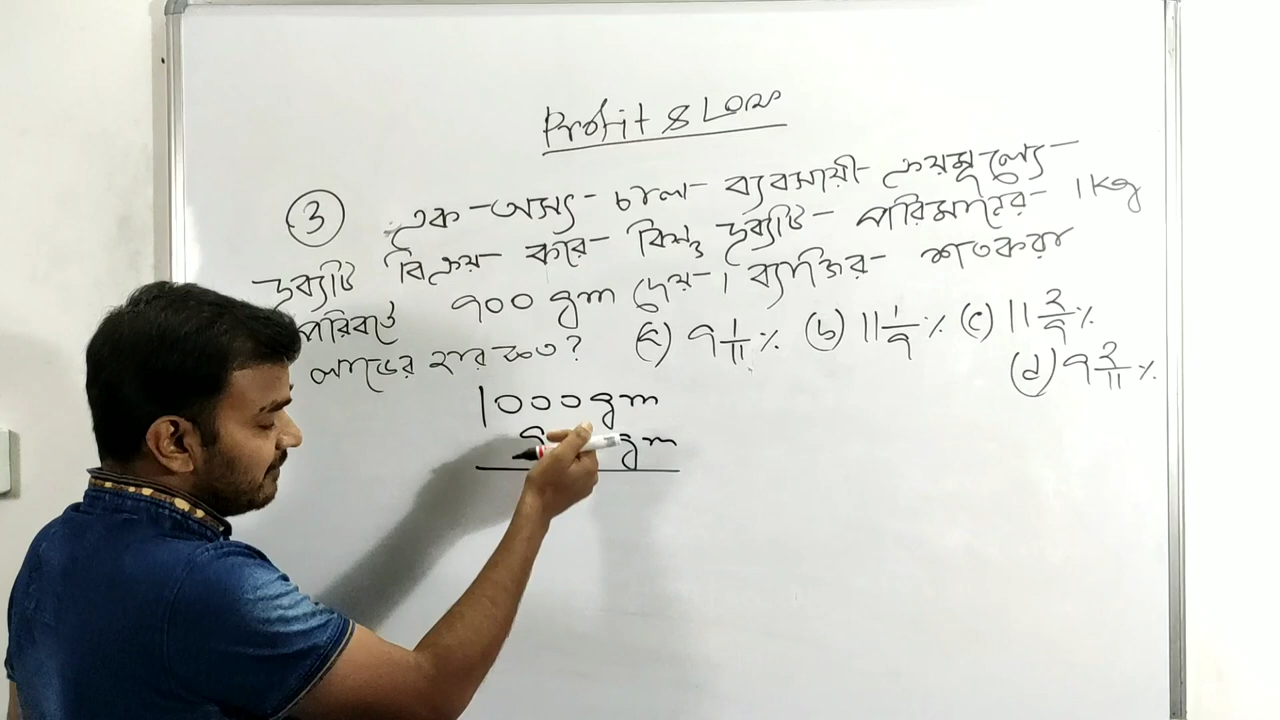 Profit & Loss
③ এক অসৎ চাল ব্যবসায়ী ক্রয়মূল্যে
দ্রব্যটি বিক্রয় করে কিন্তু দ্রব্যটি পরিমানের 1kg
পরিবর্তে 900 gm দেয়। ব্যক্তির শতকরা
লাভের হার কত? (a) 9 1/11 % (b) 11 1/9 % (c) 11 2/9 %
(d) 9 2/11 %
1000 gm
gm